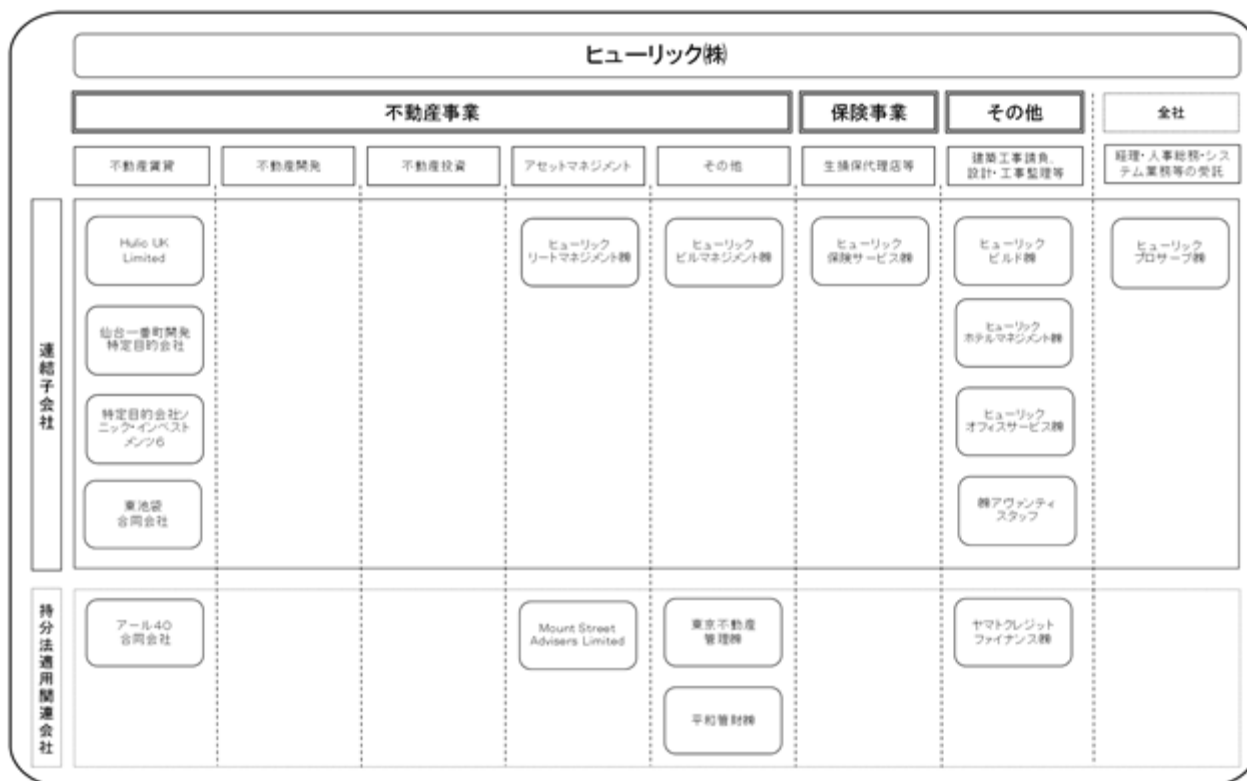 ヒューリック㈱
不動産事業
保険事業
その他
全社
不動産賃貸
不動産開発
不動産投資
アセットマネジメント
その他
生損保代理店等
建築工事請負、
設計・工事監理等
経理・人事総務・シス
テム業務等の受託
連結子会社
Hulic UK
Limited
ヒューリック
リートマネジメント㈱
ヒューリック
ビルマネジメント㈱
ヒューリック
保険サービス㈱
ヒューリック
ビルド㈱
ヒューリック
プロサーブ㈱
仙台一番町開発
特定目的会社
ヒューリック
ホテルマネジメント㈱
特定目的会社ソ
ニック・インベスト
メンツ6
ヒューリック
オフィスサービス㈱
東池袋
合同会社
㈱アヴァンティ
スタッフ
持分法適用関連会社
アール40
合同会社
Mount Street
Advisers Limited
東京不動産
管理㈱
ヤマトクレジット
ファイナンス㈱
平和管財㈱